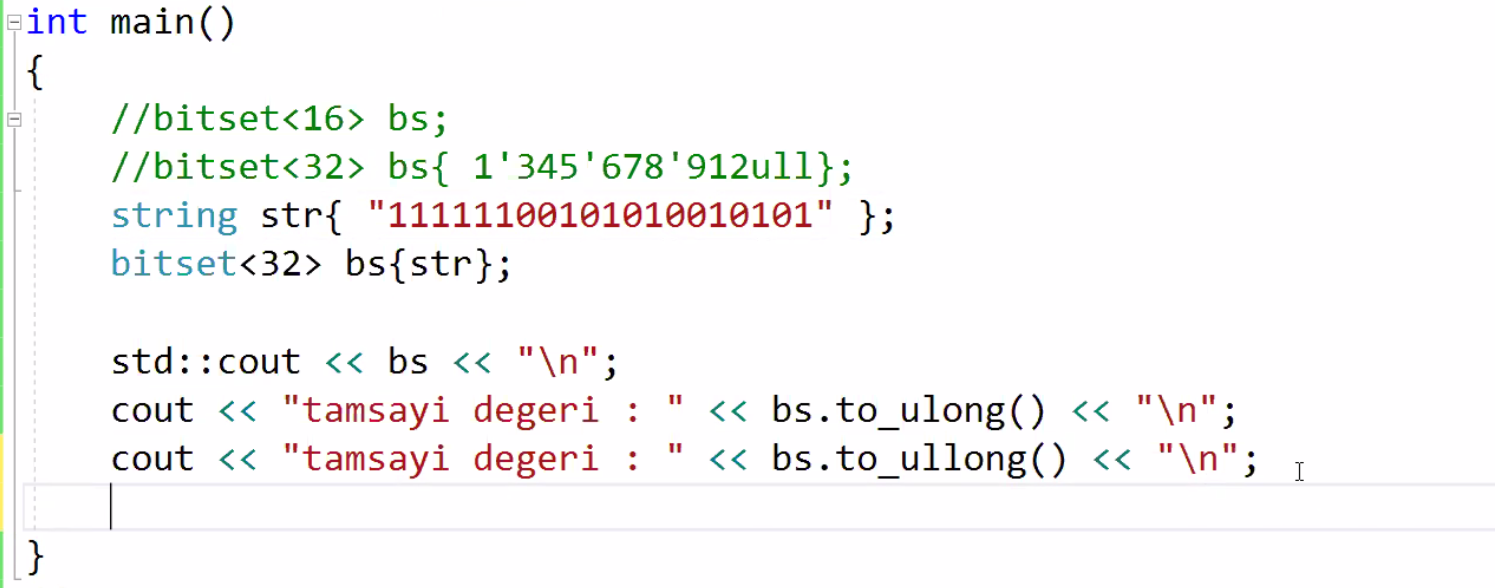 int main()
{
//bitset<16> bs;
//bitset<32> bs{ 1'345'678'912ull};
string str{ "11111100101010010101" };
bitset<32> bs{str};
std::cout << bs << "\n";
cout << "tamsayi degeri : " << bs.to_ulong() << "\n";
cout << "tamsayi degeri : " << bs.to_ullong() << "\n";
}